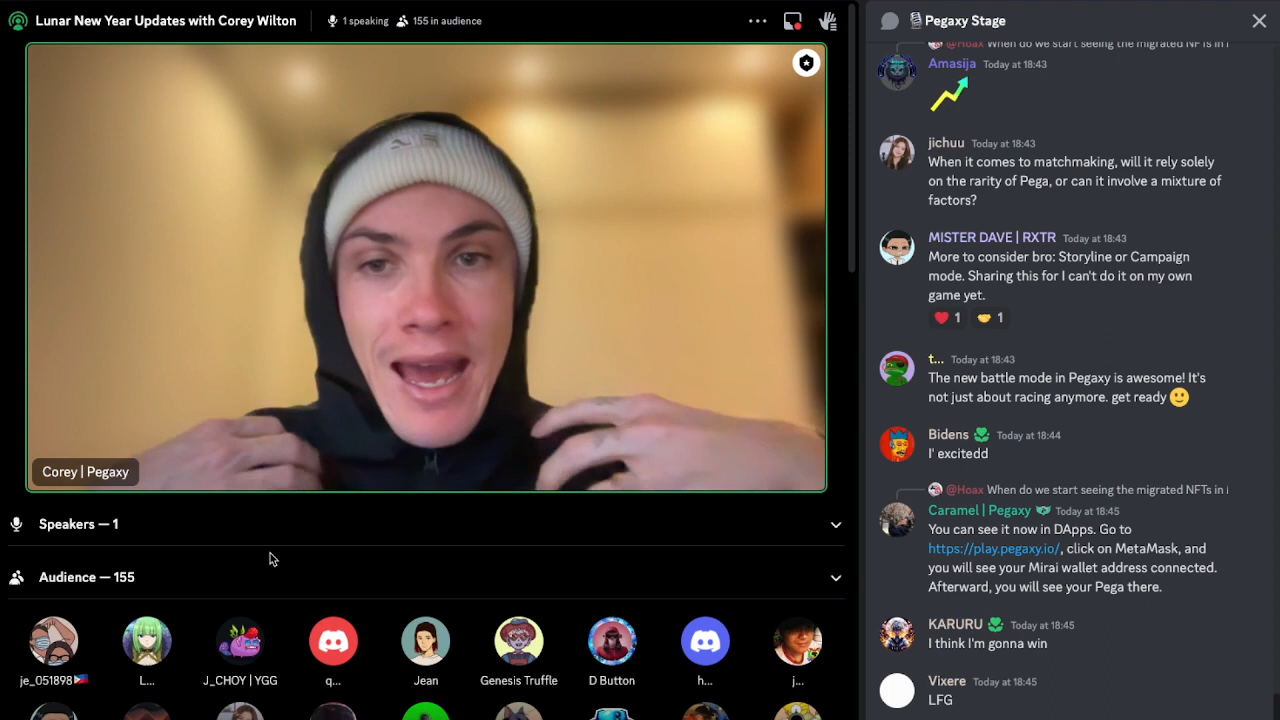 Lunar New Year Updates with Corey Wilton
1 speaking
155 in audience
Corey | Pegaxy
Speakers — 1
Audience — 155
je_051898
L...
J_CHOY | YGG
q...
Jean
Genesis Truffle
D Button
h...
j...
Pegaxy Stage
@Hoax When do we start seeing the migrated NFTs in
Amasija Today at 18:43
jichuu Today at 18:43
When it comes to matchmaking, will it rely solely
on the rarity of Pega, or can it involve a mixture of
factors?
MISTER DAVE | RXTR Today at 18:43
More to consider bro: Storyline or Campaign
mode. Sharing this for I can't do it on my own
game yet.
1 1
t... Today at 18:43
The new battle mode in Pegaxy is awesome! It's
not just about racing anymore. get ready
Bidens Today at 18:44
I' excitedd
@Hoax When do we start seeing the migrated NFTs in
Caramel | Pegaxy Today at 18:45
You can see it now in DApps. Go to
https://play.pegaxy.io/, click on MetaMask, and
you will see your Mirai wallet address connected.
Afterward, you will see your Pega there.
KARURU Today at 18:45
I think I'm gonna win
Vixere Today at 18:45
LFG